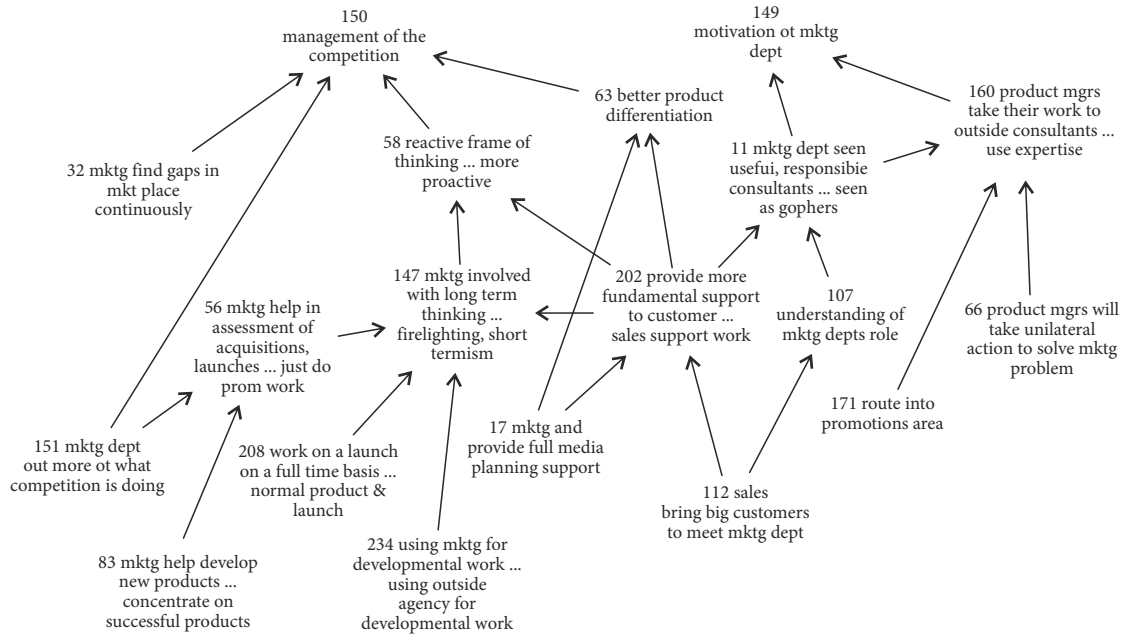 150
management of the
competition
149
motivation ot mktg
dept
63 better product
differentiation
160 product mgrs
take their work to
outside consultants ...
use expertise
58 reactive frame of
thinking ... more
proactive
11 mktg dept seen
usefui, responsibie
consultants ... seen
as gophers
32 mktg find gaps in
mkt place
continuously
147 mktg involved
with long term
thinking ...
firelighting, short
termism
202 provide more
fundamental support
to customer ...
sales support work
107
understanding of
mktg depts role
56 mktg help in
assessment of
acquisitions,
launches ... just do
prom work
66 product mgrs will
take unilateral
action to solve mktg
problem
171 route into
promotions area
151 mktg dept
out more ot what
competition is doing
208 work on a launch
on a full time basis ...
normal product &
launch
17 mktg and
provide full media
planning support
112 sales
bring big customers
to meet mktg dept
83 mktg help develop
new products ...
concentrate on
successful products
234 using mktg for
developmental work ...
using outside
agency for
developmental work